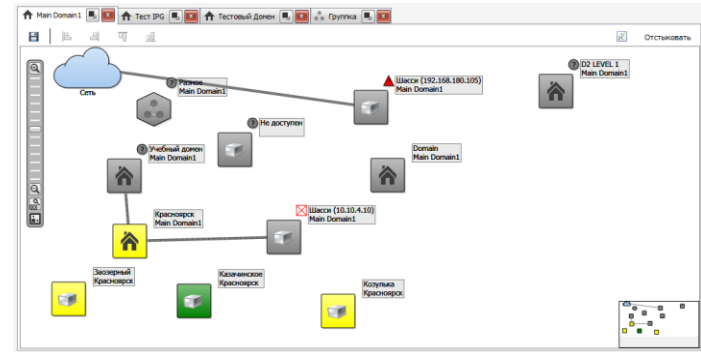 Main Domain1
Тест IPG
Тестовый Домен
Группка
Отстыковать
Сеть
Разное
Main Domain1
Шасси (192.168.180.105)
Main Domain1
D2 LEVEL 1
Main Domain1
Не доступен
Учебный домен
Main Domain1
Domain
Main Domain1
Красноярск
Main Domain1
Шасси (10.10.4.10)
Main Domain1
Заозерный
Красноярск
Казачинское
Красноярск
Козулька
Красноярск